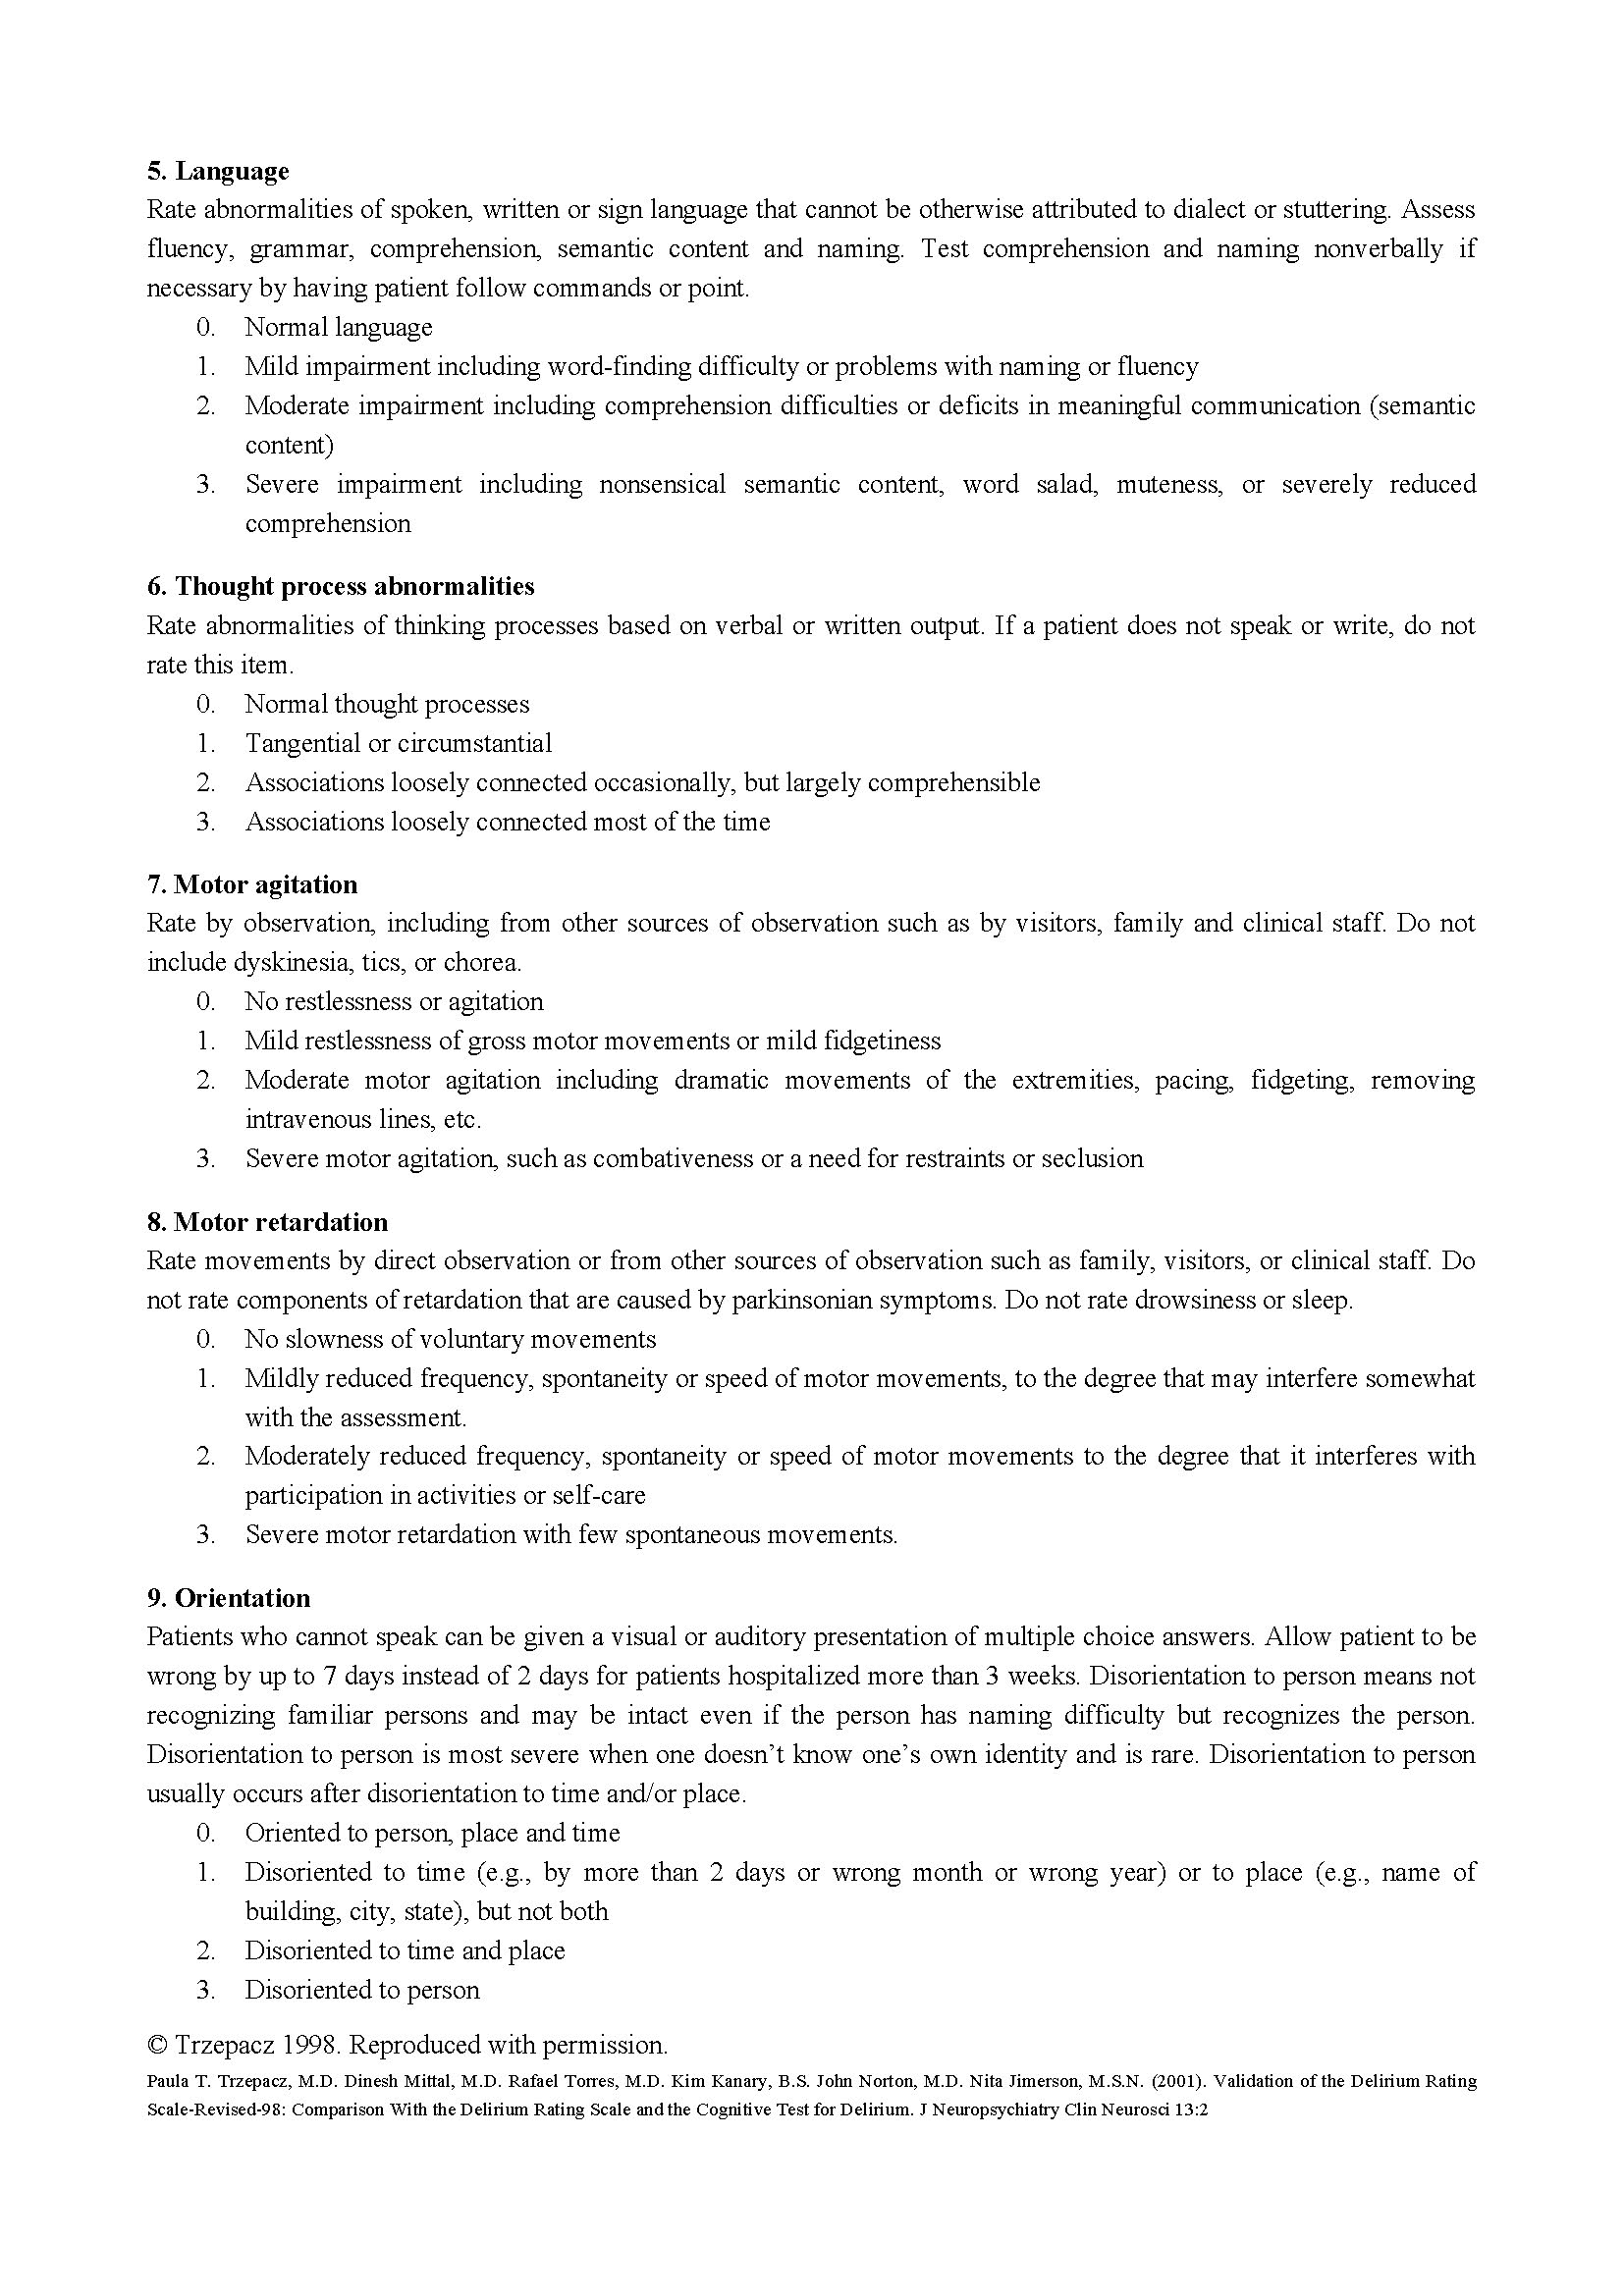 5. Language
Rate abnormalities of spoken, written or sign language that cannot be otherwise attributed to dialect or stuttering. Assess
fluency, grammar, comprehension, semantic content and naming. Test comprehension and naming nonverbally if
necessary by having patient follow commands or point.
0. Normal language
1. Mild impairment including word-finding difficulty or problems with naming or fluency
2. Moderate impairment including comprehension difficulties or deficits in meaningful communication (semantic
content)
3. Severe impairment including nonsensical semantic content, word salad, muteness, or severely reduced
comprehension
6. Thought process abnormalities
Rate abnormalities of thinking processes based on verbal or written output. If a patient does not speak or write, do not
rate this item.
0. Normal thought processes
1. Tangential or circumstantial
2. Associations loosely connected occasionally, but largely comprehensible
3. Associations loosely connected most of the time
7. Motor agitation
Rate by observation, including from other sources of observation such as by visitors, family and clinical staff. Do not
include dyskinesia, tics, or chorea.
0. No restlessness or agitation
1. Mild restlessness of gross motor movements or mild fidgetiness
2. Moderate motor agitation including dramatic movements of the extremities, pacing, fidgeting, removing
intravenous lines, etc.
3. Severe motor agitation, such as combativeness or a need for restraints or seclusion
8. Motor retardation
Rate movements by direct observation or from other sources of observation such as family, visitors, or clinical staff. Do
not rate components of retardation that are caused by parkinsonian symptoms. Do not rate drowsiness or sleep.
0. No slowness of voluntary movements
1. Mildly reduced frequency, spontaneity or speed of motor movements, to the degree that may interfere somewhat
with the assessment.
2. Moderately reduced frequency, spontaneity or speed of motor movements to the degree that it interferes with
participation in activities or self-care
3. Severe motor retardation with few spontaneous movements.
9. Orientation
Patients who cannot speak can be given a visual or auditory presentation of multiple choice answers. Allow patient to be
wrong by up to 7 days instead of 2 days for patients hospitalized more than 3 weeks. Disorientation to person means not
recognizing familiar persons and may be intact even if the person has naming difficulty but recognizes the person.
Disorientation to person is most severe when one doesn’t know one’s own identity and is rare. Disorientation to person
usually occurs after disorientation to time and/or place.
0. Oriented to person, place and time
1. Disoriented to time (e.g., by more than 2 days or wrong month or wrong year) or to place (e.g., name of
building, city, state), but not both
2. Disoriented to time and place
3. Disoriented to person
© Trzepacz 1998. Reproduced with permission.
Paula T. Trzepacz, M.D. Dinesh Mittal, M.D. Rafael Torres, M.D. Kim Kanary, B.S. John Norton, M.D. Nita Jimerson, M.S.N. (2001). Validation of the Delirium Rating
Scale-Revised-98: Comparison With the Delirium Rating Scale and the Cognitive Test for Delirium. J Neuropsychiatry Clin Neurosci 13:2